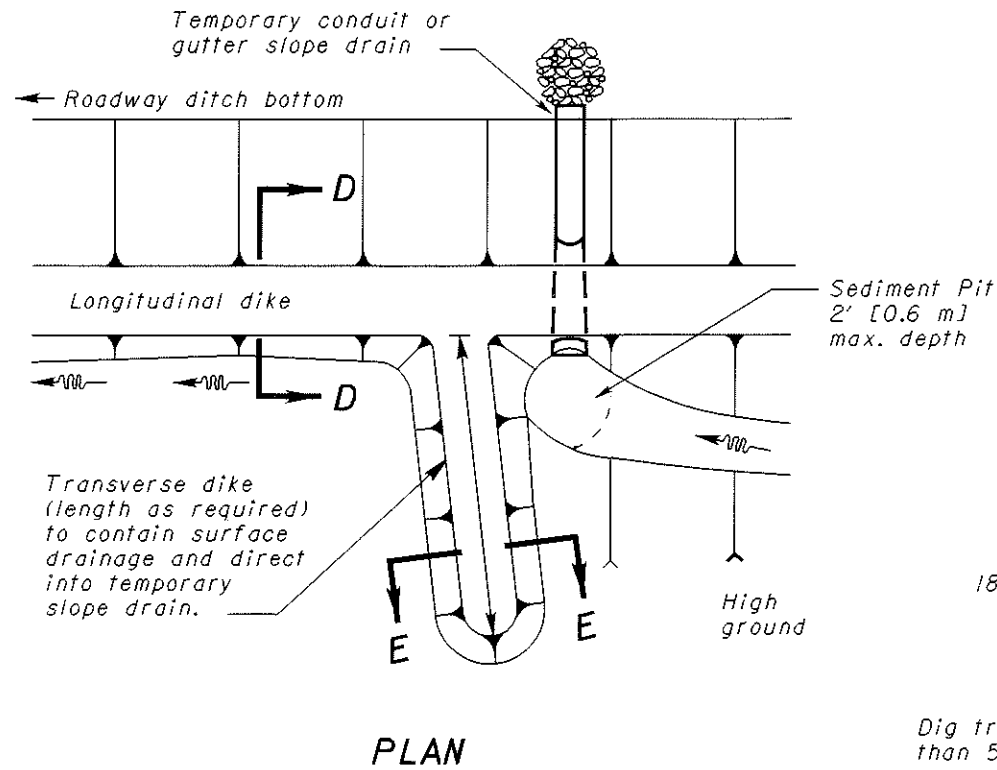 Temporary conduit or
gutter slope drain
Roadway ditch bottom
D
Longitudinal dike
Sediment Pit
2' [0.6 m]
max. depth
D
Transverse dike
(length as required)
to contain surface
drainage and direct
into temporary
slope drain.
E
E
High
ground
18
PLAN
Dig tr
than 5